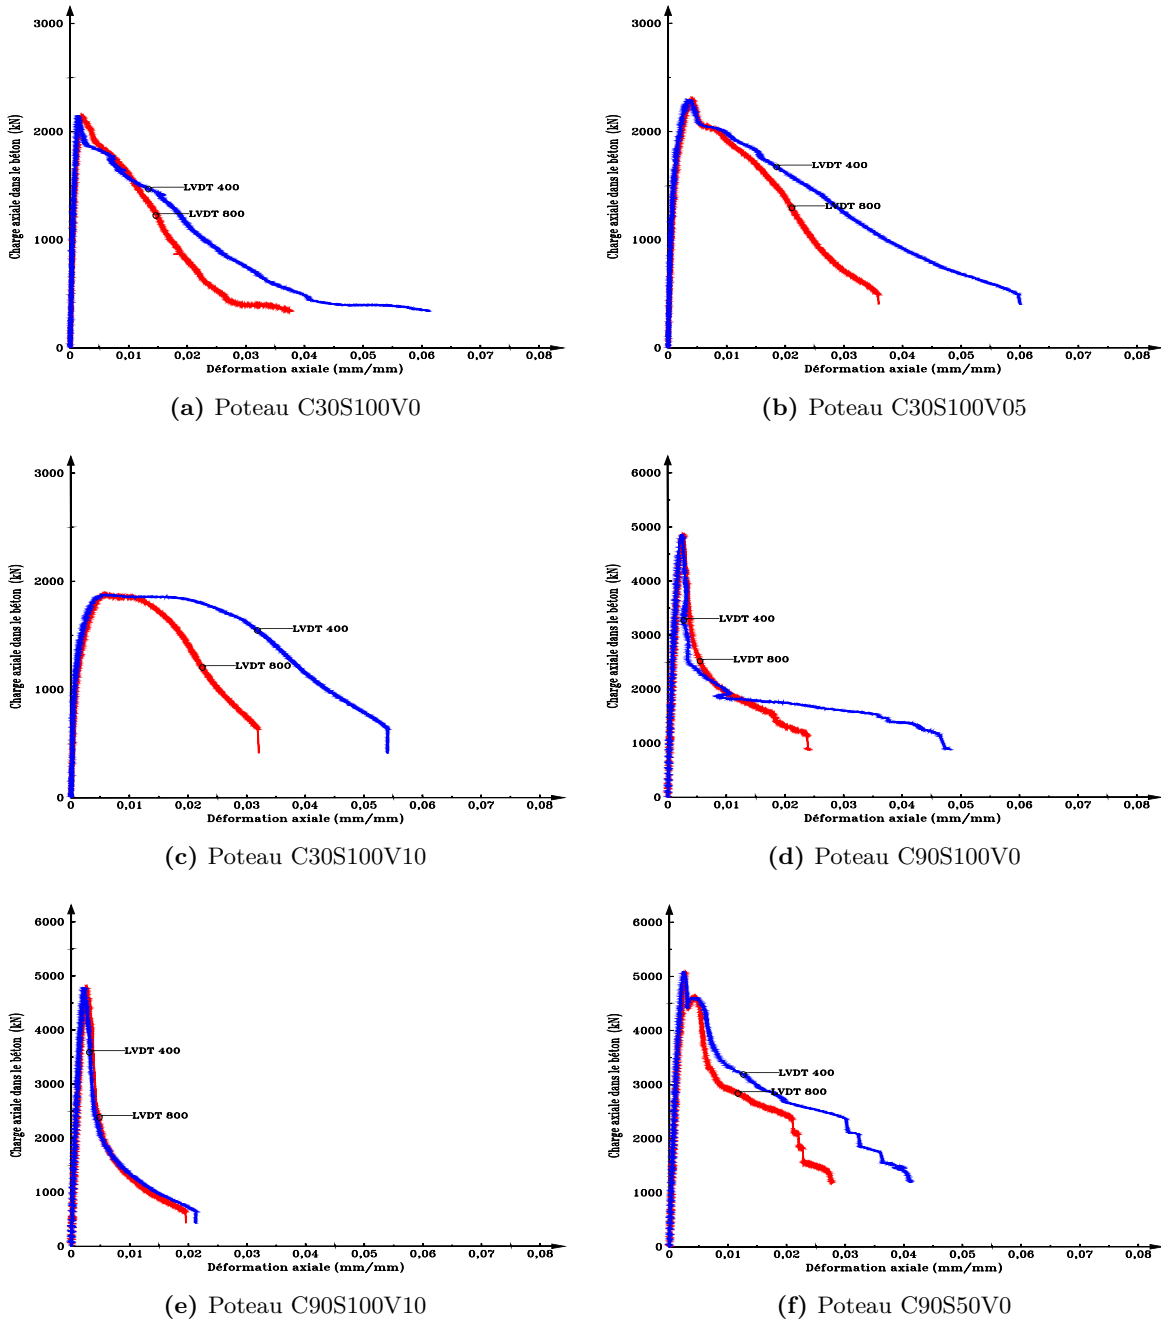 3000
2000
1000
0
Charge axiale dans le béton (kN)
LVDT 400
LVDT 800
0 0,01 0,02 0,03 0,04 0,05 0,06 0,07 0,08
Déformation axiale (mm/mm)
(a) Poteau C30S100V0
3000
2000
1000
0
Charge axiale dans le béton (kN)
LVDT 400
LVDT 800
0 0,01 0,02 0,03 0,04 0,05 0,06 0,07 0,08
Déformation axiale (mm/mm)
(b) Poteau C30S100V05
3000
2000
1000
0
Charge axiale dans le béton (kN)
LVDT 400
LVDT 800
0 0,01 0,02 0,03 0,04 0,05 0,06 0,07 0,08
Déformation axiale (mm/mm)
(c) Poteau C30S100V10
6000
5000
4000
3000
2000
1000
0
Charge axiale dans le béton (kN)
LVDT 400
LVDT 800
0 0,01 0,02 0,03 0,04 0,05 0,06 0,07 0,08
Déformation axiale (mm/mm)
(d) Poteau C90S100V0
6000
5000
4000
3000
2000
1000
0
Charge axiale dans le béton (kN)
LVDT 400
LVDT 800
0 0,01 0,02 0,03 0,04 0,05 0,06 0,07 0,08
Déformation axiale (mm/mm)
(e) Poteau C90S100V10
6000
5000
4000
3000
2000
1000
0
Charge axiale dans le béton (kN)
LVDT 400
LVDT 800
0 0,01 0,02 0,03 0,04 0,05 0,06 0,07 0,08
Déformation axiale (mm/mm)
(f) Poteau C90S50V0